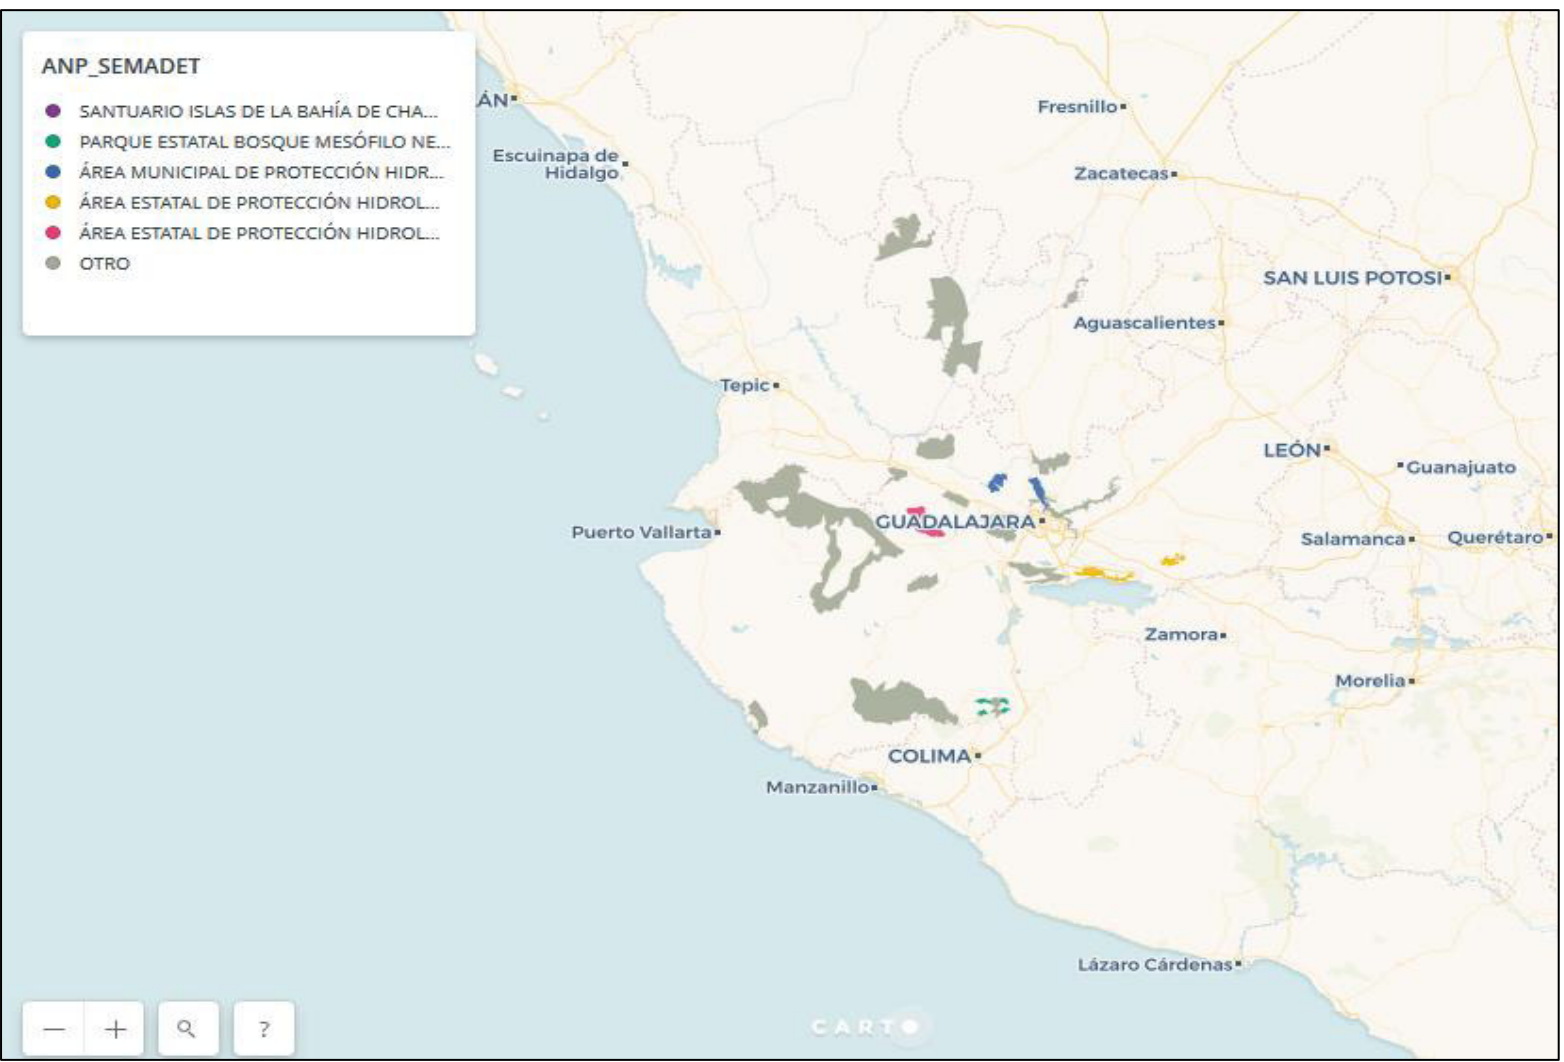 ANP_SEMADET
SANTUARIO ISLAS DE LA BAHÍA DE CHA...
PARQUE ESTATAL BOSQUE MESÓFILO NE...
ÁREA MUNICIPAL DE PROTECCIÓN HIDR...
ÁREA ESTATAL DE PROTECCIÓN HIDROL...
ÁREA ESTATAL DE PROTECCIÓN HIDROL...
OTRO
ÁN
Fresnillo
Escuinapa de
Hidalgo
Zacatecas
SAN LUIS POTOSI
Aguascalientes
Tepic
LEÓN
Guanajuato
GUADALAJARA
Puerto Vallarta
Salamanca
Querétaro
Zamora
Morelia
COLIMA
Manzanillo
Lázaro Cárdenas
CARTO
?